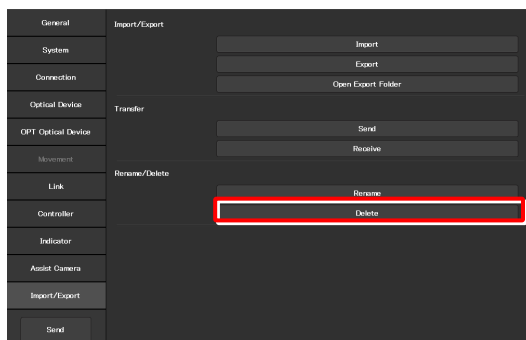 General
System
Connection
Optical Device
OPT Optical Device
Movement
Link
Controller
Indicator
Assist Camera
Import/Export
Send
Import/Export
Import
Export
Open Export Folder
Transfer
Send
Receive
Rename/Delete
Rename
Delete